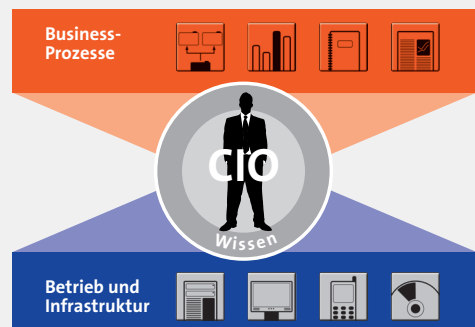 Business-
Prozesse
CIO
Wissen
Betrieb und
Infrastruktur